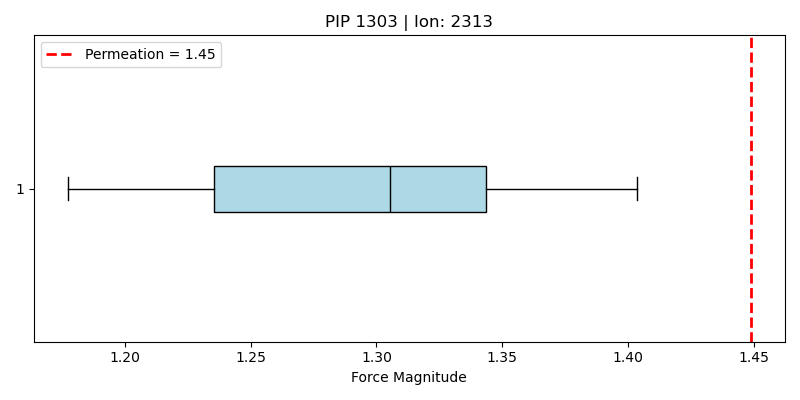 PIP 1303 | lon: 2313
Permeation = 1.45
1
1.20 1.25 1.30 1.35 1.40 1.45
Force Magnitude